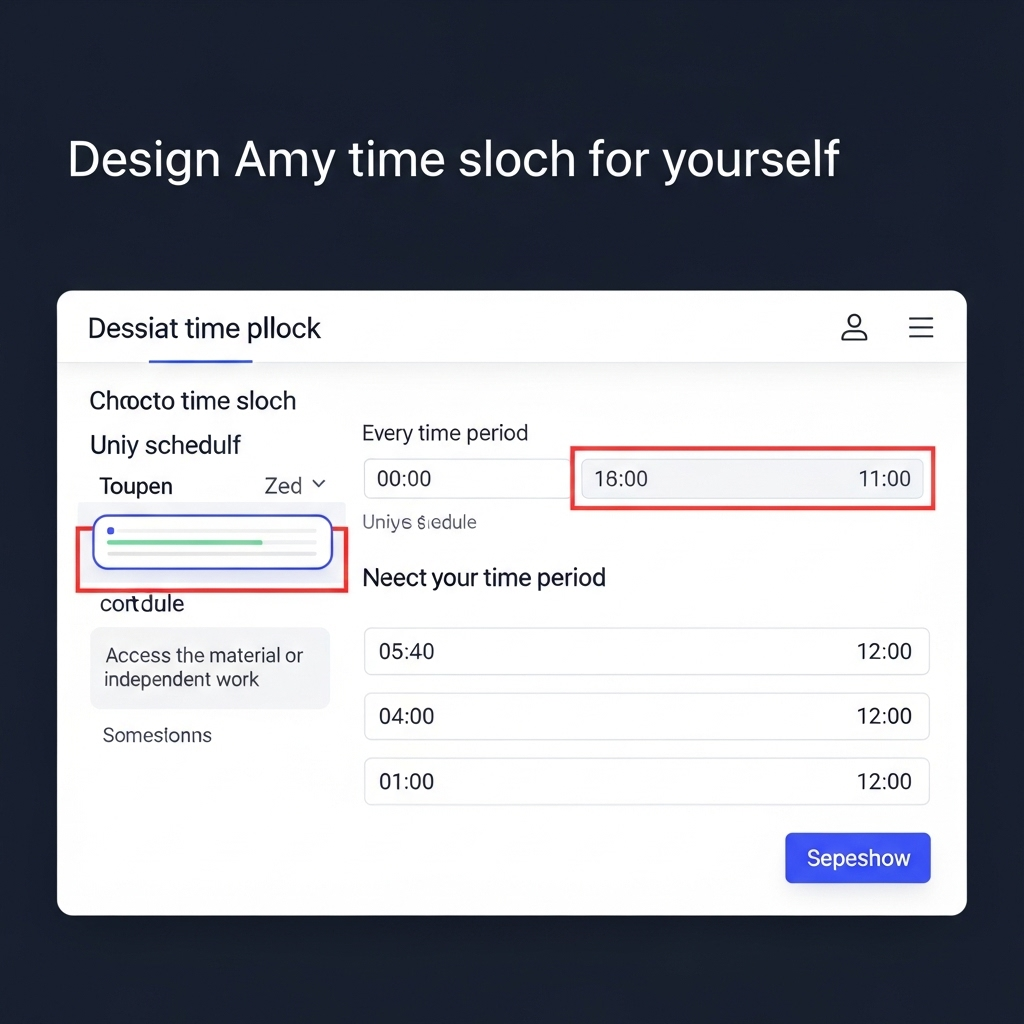 Design Amy time sloch for yourself
Dessiat time pllock
Chocto time sloch
Uniy schedulf
Toupen Zed
cortdule
Access the material or
independent work
Somesionns
Every time period
00:00 16:00 11:00
Uniys
Neect your time period
05:40 12:00
04:00 12:00
01:00 12:00
Sepeshow